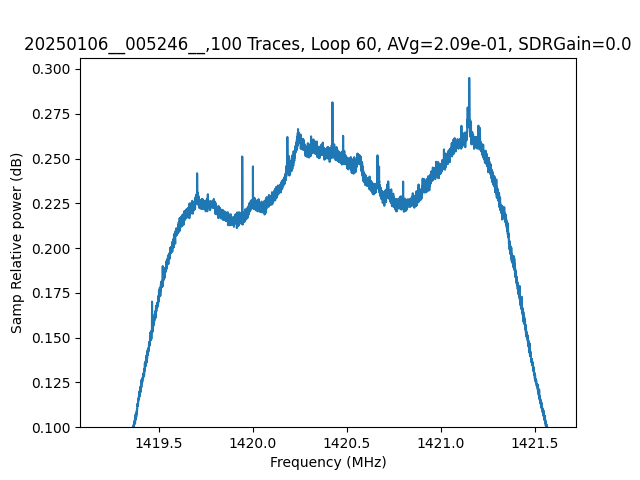 20250106__005246__,100 Traces, Loop 60, AVg=2.09e-01, SDRGain=0.0
0.300
0.275
0.250
0.225
0.200
0.175
0.150
0.125
0.100
Samp Relative power (dB)
1419.5 1420.0 1420.5 1421.0 1421.5
Frequency (MHz)